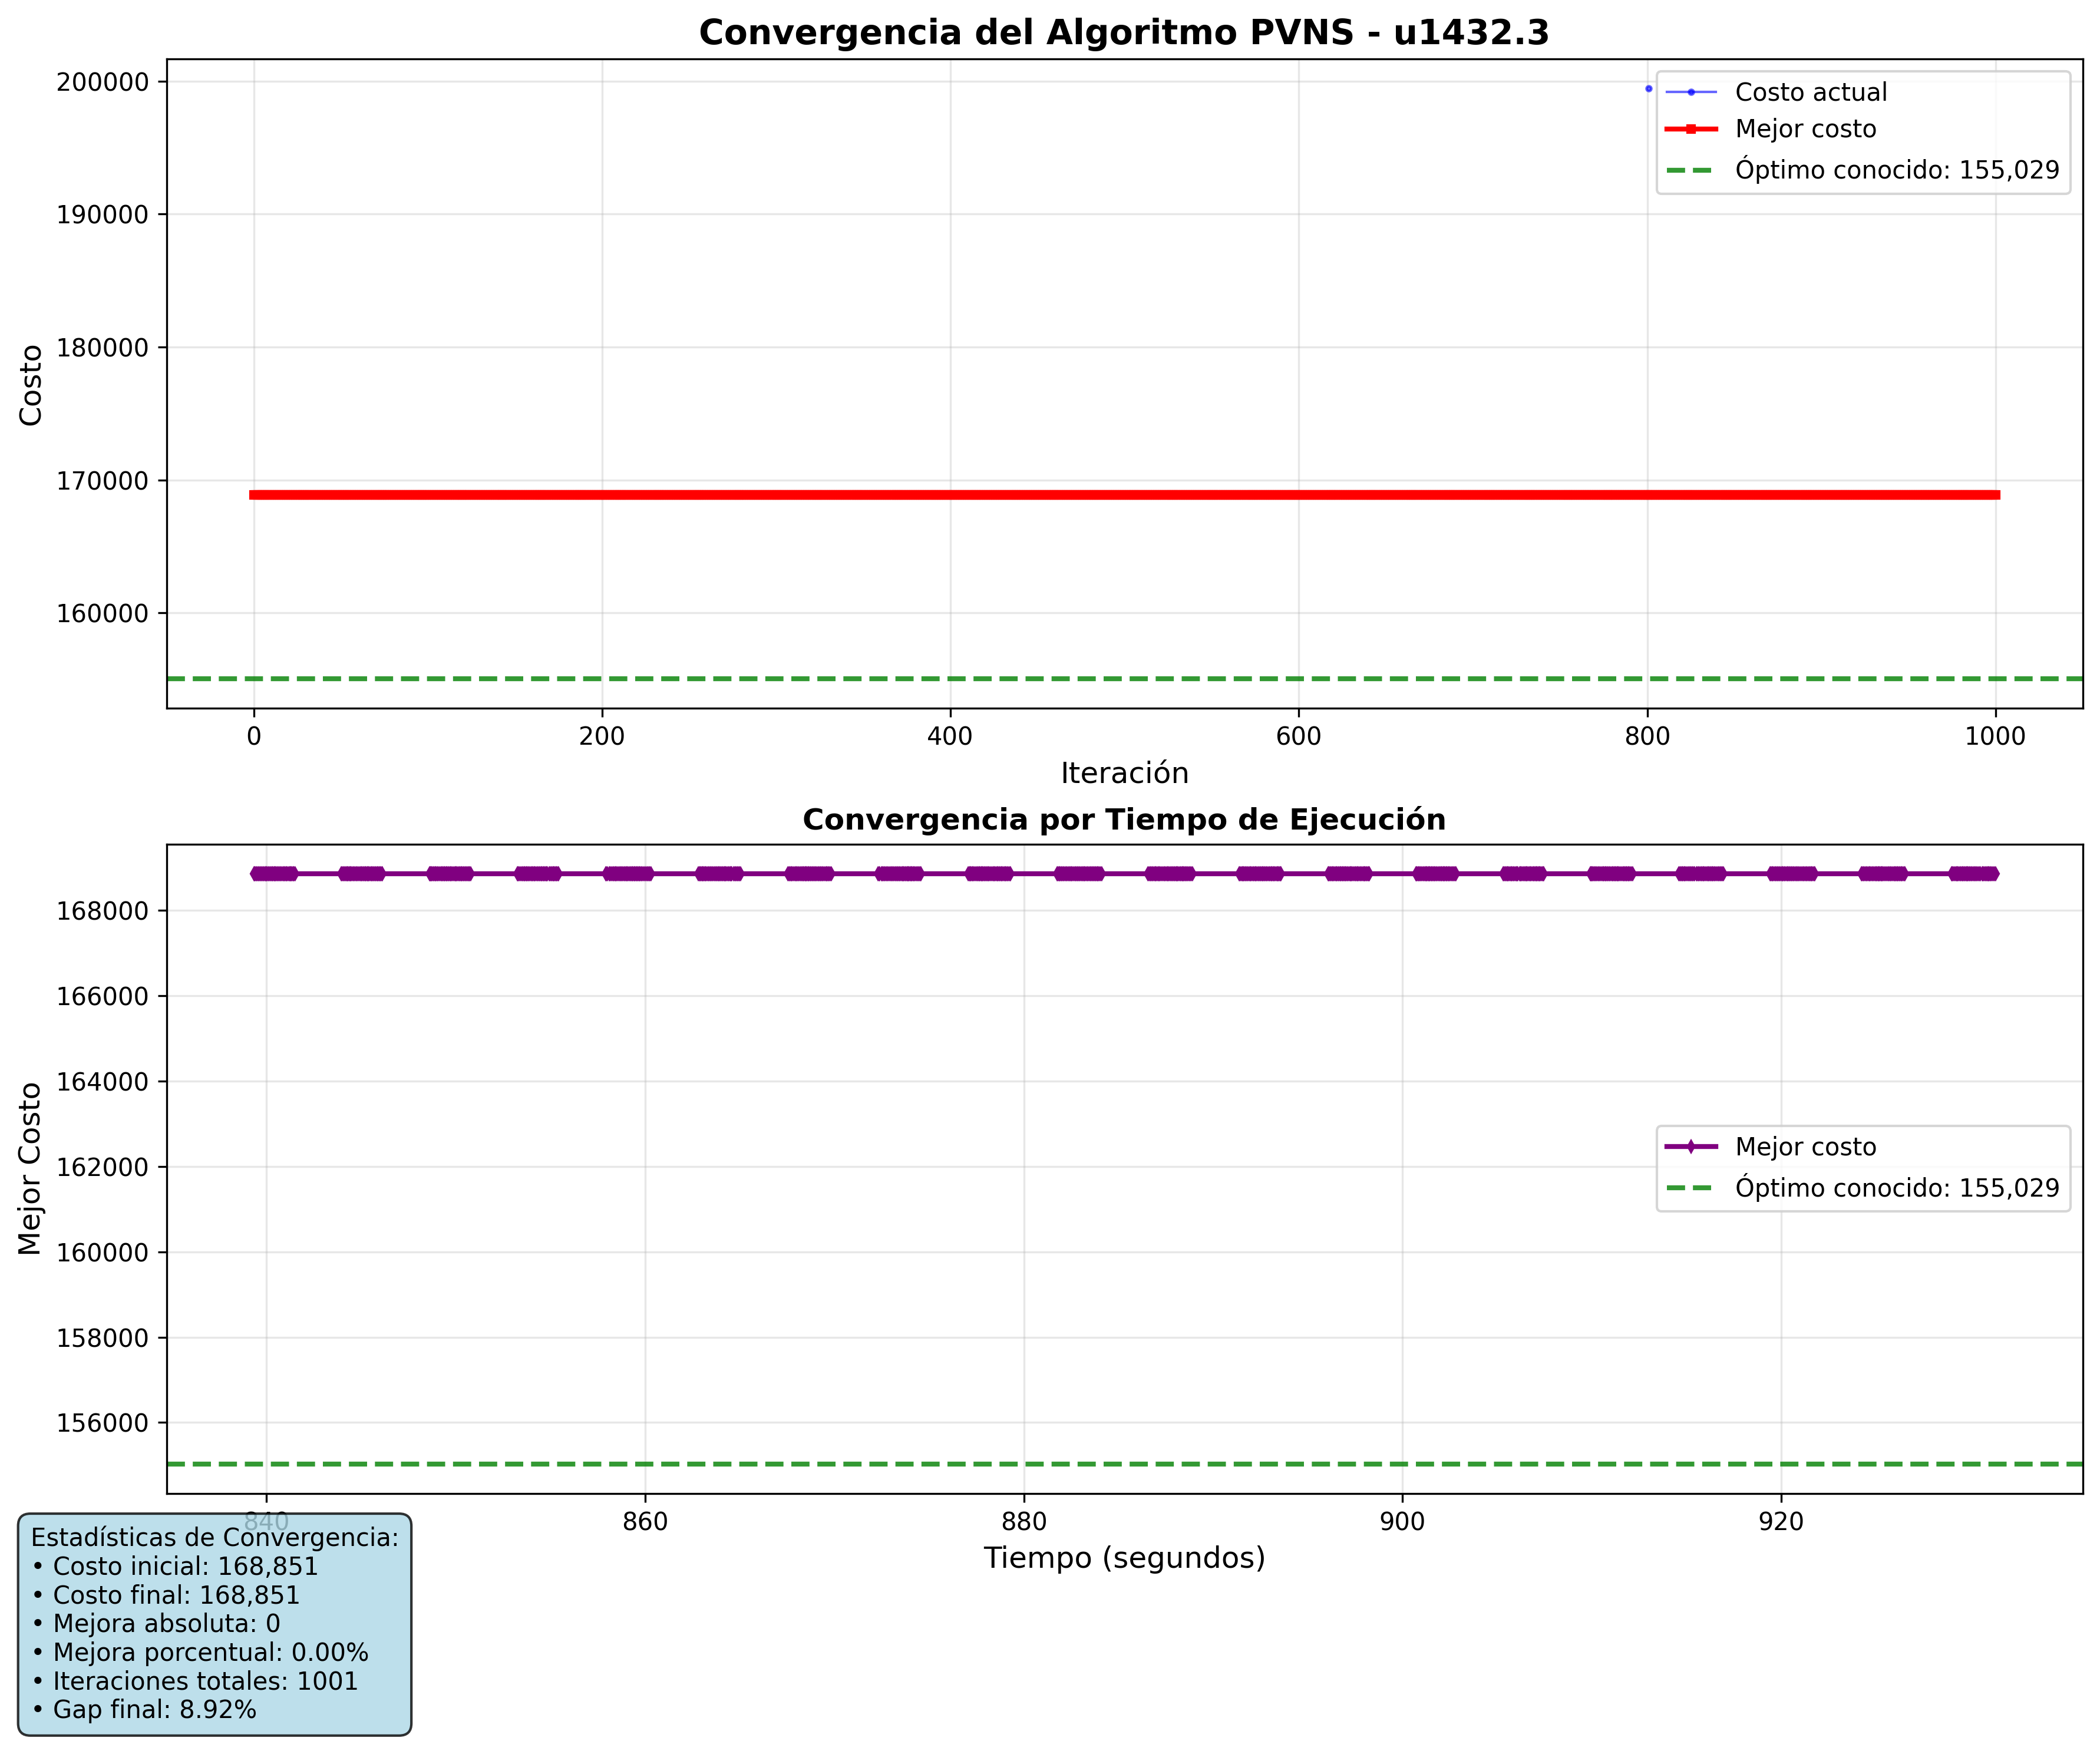 Convergencia del Algoritmo PVNS - u1432.3
200000
190000
180000
170000
160000
Costo
Costo actual
Mejor costo
Óptimo conocido: 155,029
0 200 400 600 800 1000
Iteración
Convergencia por Tiempo de Ejecución
168000
166000
164000
162000
160000
158000
156000
Mejor Costo
Mejor costo
Óptimo conocido: 155,029
840 860 880 900 920
Tiempo (segundos)
Estadísticas de Convergencia:
• Costo inicial: 168,851
• Costo final: 168,851
• Mejora absoluta: 0
• Mejora porcentual: 0.00%
• Iteraciones totales: 1001
• Gap final: 8.92%